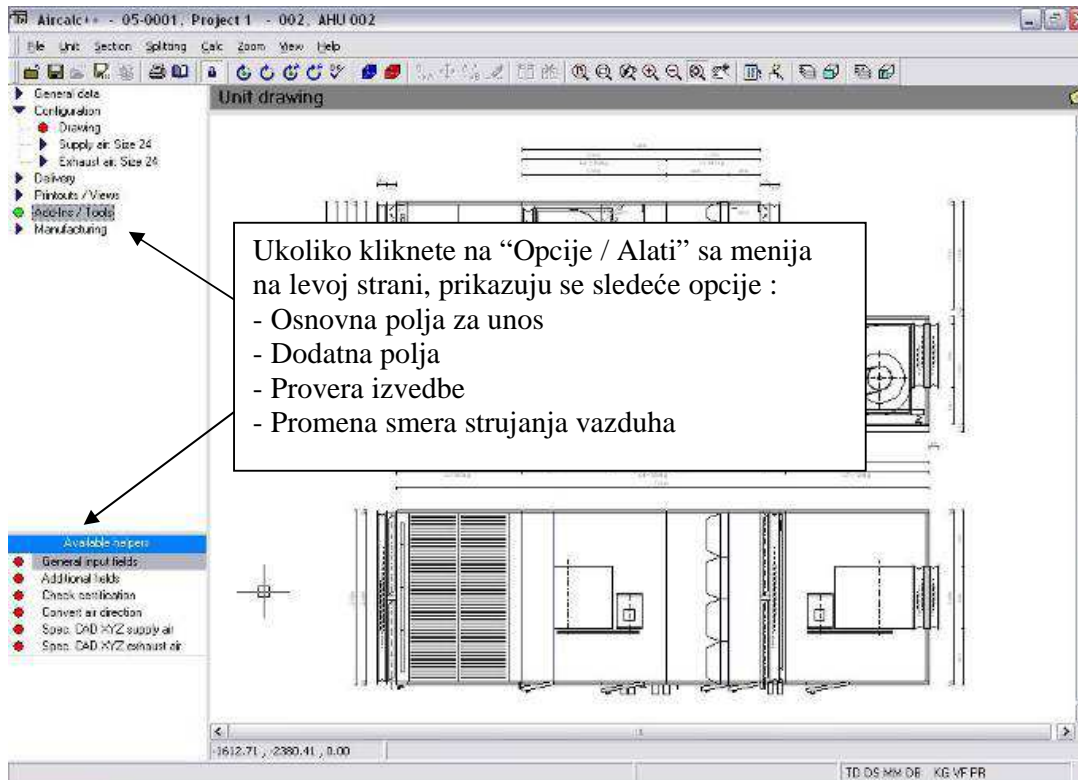 Aircalc++ - 05-0001, Project 1 - 002, AHU 002
File Unit Section Splitting Calc Zoom View Help
General data
Configuration
Drawing
Supply air: Size 24
Exhaust air: Size 24
Delivery
Printouts / Views
Add-Ins / Tools
Manufacturing
Unit drawing
Ukoliko kliknete na “Opcije / Alati” sa menija
na levoj strani, prikazuju se sledeće opcije :
- Osnovna polja za unos
- Dodatna polja
- Provera izvedbe
- Promena smera strujanja vazduha
Available helpers
General input fields
Additional fields
Check certification
Convert air direction
Spec. CAD XYZ supply air
Spec. CAD XYZ exhaust air
-1612.71 , -2380.41 , 0.00
TD OS MM OB KG VF PR